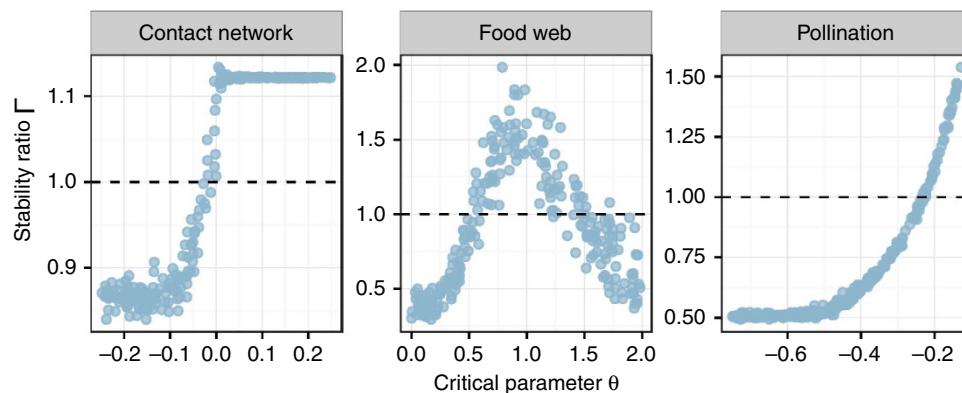 Contact network
Food web
Pollination
Stability ratio Γ
1.1
1.0
0.9
2.0
1.5
1.0
0.5
1.50
1.25
1.00
0.75
0.50
−0.2 −0.1 0.0 0.1 0.2
0.0 0.5 1.0 1.5 2.0
−0.6 −0.4 −0.2
Critical parameter θ